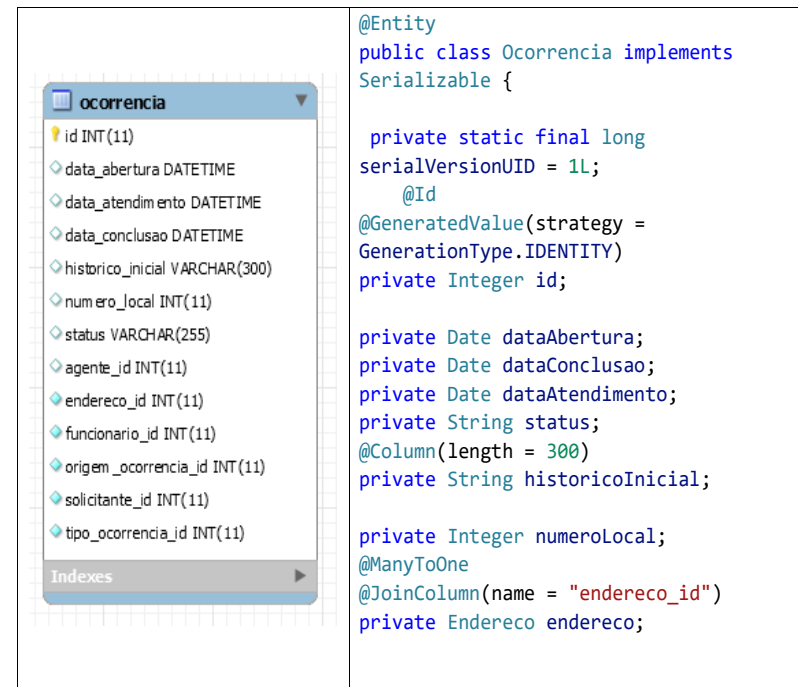 ocorrencia
id INT(11)
data_abertura DATETIME
data_atendimento DATETIME
data_conclusao DATETIME
historico_inicial VARCHAR(300)
numero_local INT(11)
status VARCHAR(255)
agente_id INT(11)
endereco_id INT(11)
funcionario_id INT(11)
origem_ocorrencia_id INT(11)
solicitante_id INT(11)
tipo_ocorrencia_id INT(11)
Indexes
@Entity
public class Ocorrencia implements
Serializable {
private static final long
serialVersionUID = 1L;
@Id
@GeneratedValue(strategy =
GenerationType.IDENTITY)
private Integer id;
private Date dataAbertura;
private Date dataConclusao;
private Date dataAtendimento;
private String status;
@Column(length = 300)
private String historicoInicial;
private Integer numeroLocal;
@ManyToOne
@JoinColumn(name = "endereco_id")
private Endereco endereco;